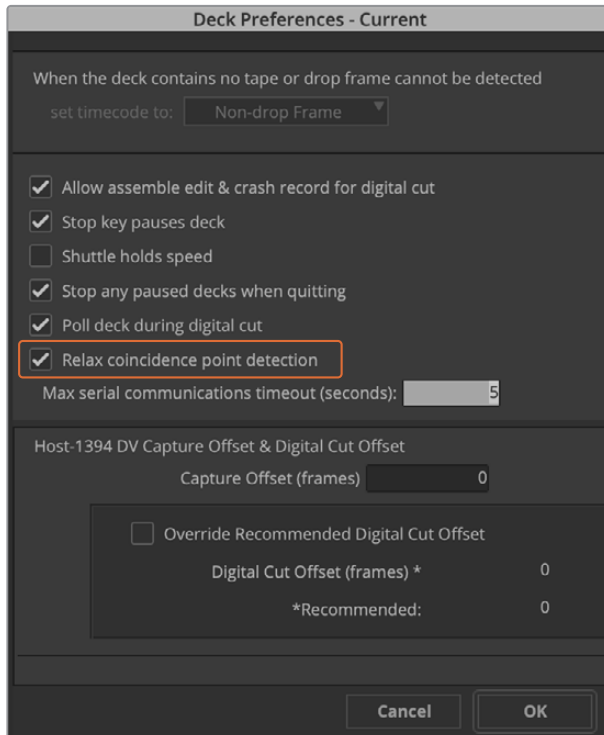 Deck Preferences - Current
When the deck contains no tape or drop frame cannot be detected
set timecode to: Non-drop Frame
Allow assemble edit & crash record for digital cut
Stop key pauses deck
Shuttle holds speed
Stop any paused decks when quitting
Poll deck during digital cut
Relax coincidence point detection
Max serial communications timeout (seconds): 5
Host-1394 DV Capture Offset & Digital Cut Offset
Capture Offset (frames) 0
Override Recommended Digital Cut Offset
Digital Cut Offset (frames) * 0
*Recommended: 0
Cancel OK